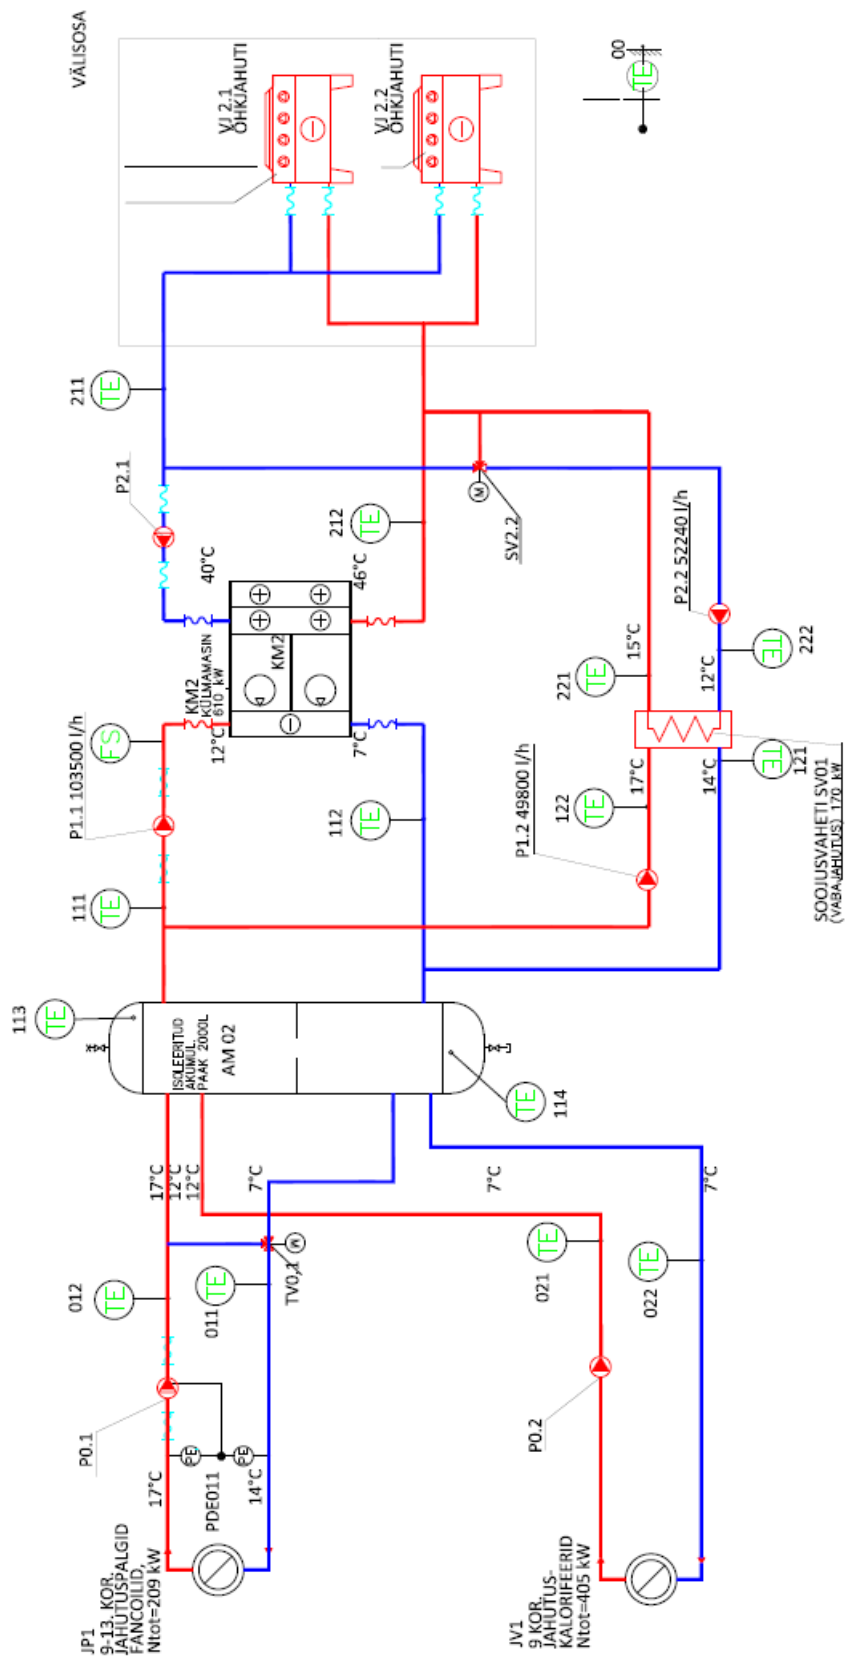 VÄLISOSA
VJ 2.1
ÕHKJAHUTI
VJ 2.2
ÕHKJAHUTI
00
TE
211
TE
P2.1
212
TE
M
SV2.2
40°C
46°C
KM2
KÜLMAMASIN
610 kW
KM2
12°C
7°C
P1.1 103500 l/h
FS
111
TE
112
TE
P2.2 52240 l/h
15°C
12°C
221
TE
222
TE
P1.2 49800 l/h
17°C
14°C
122
TE
121
TE
SOOJUSVAHETI SV01
(VABAJAHUTUS) 170 kW
113
TE
ISOLEERITUD
AKUMUL.
PAAK 2000L
AM 02
114
TE
17°C
12°C
12°C
7°C
7°C
7°C
012
TE
011
TE
M
TV0.1
021
TE
022
TE
P0.1
PE
PE
PDE011
17°C
14°C
P0.2
JP1
9-13. KOR.
JAHUTUSPALGID
FANCOILID,
Ntot=209 kW
JV1
9 KOR.
JAHUTUS-
KALORIFEERID
Ntot=405 kW